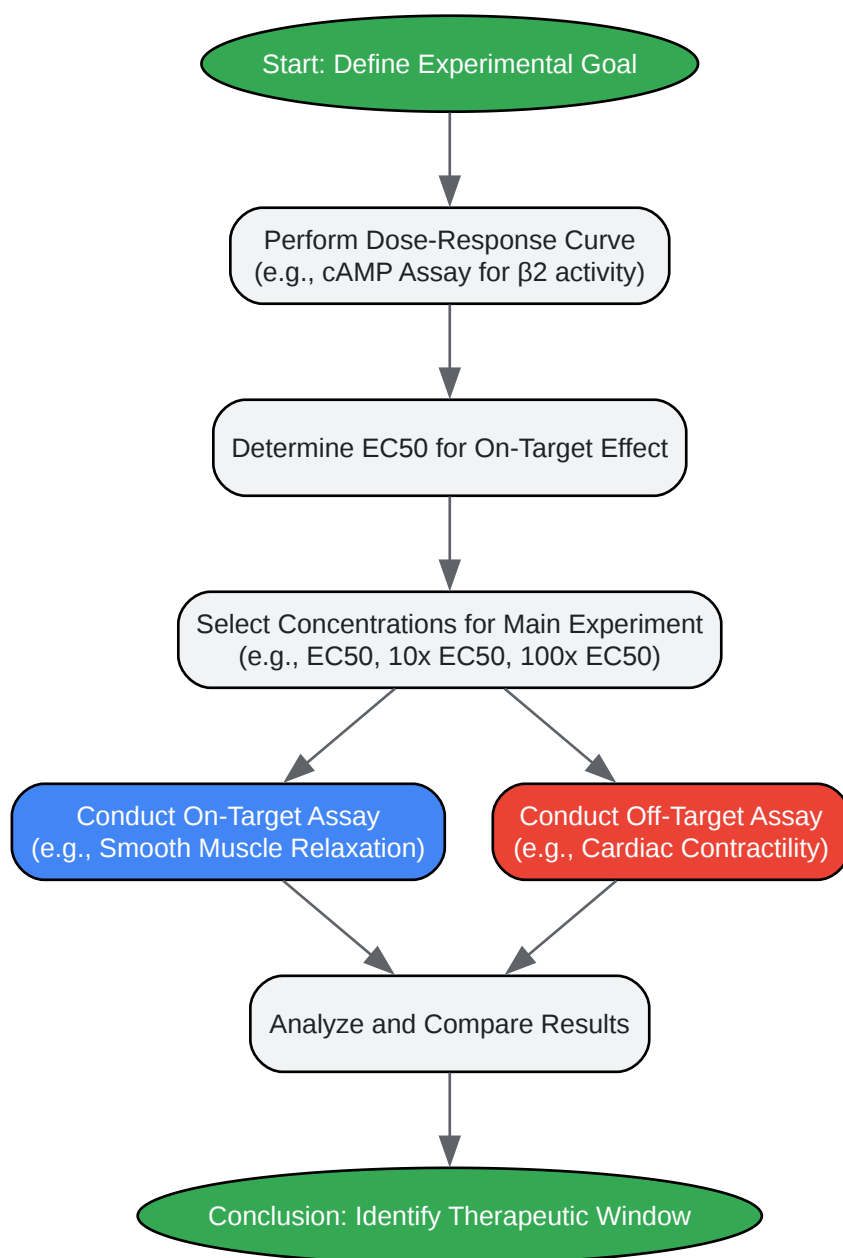 Start: Define Experimental Goal
Perform Dose-Response Curve
(e.g., cAMP Assay for β2 activity)
Determine EC50 for On-Target Effect
Select Concentrations for Main Experiment
(e.g., EC50, 10x EC50, 100x EC50)
Conduct On-Target Assay
(e.g., Smooth Muscle Relaxation)
Conduct Off-Target Assay
(e.g., Cardiac Contractility)
Analyze and Compare Results
Conclusion: Identify Therapeutic Window